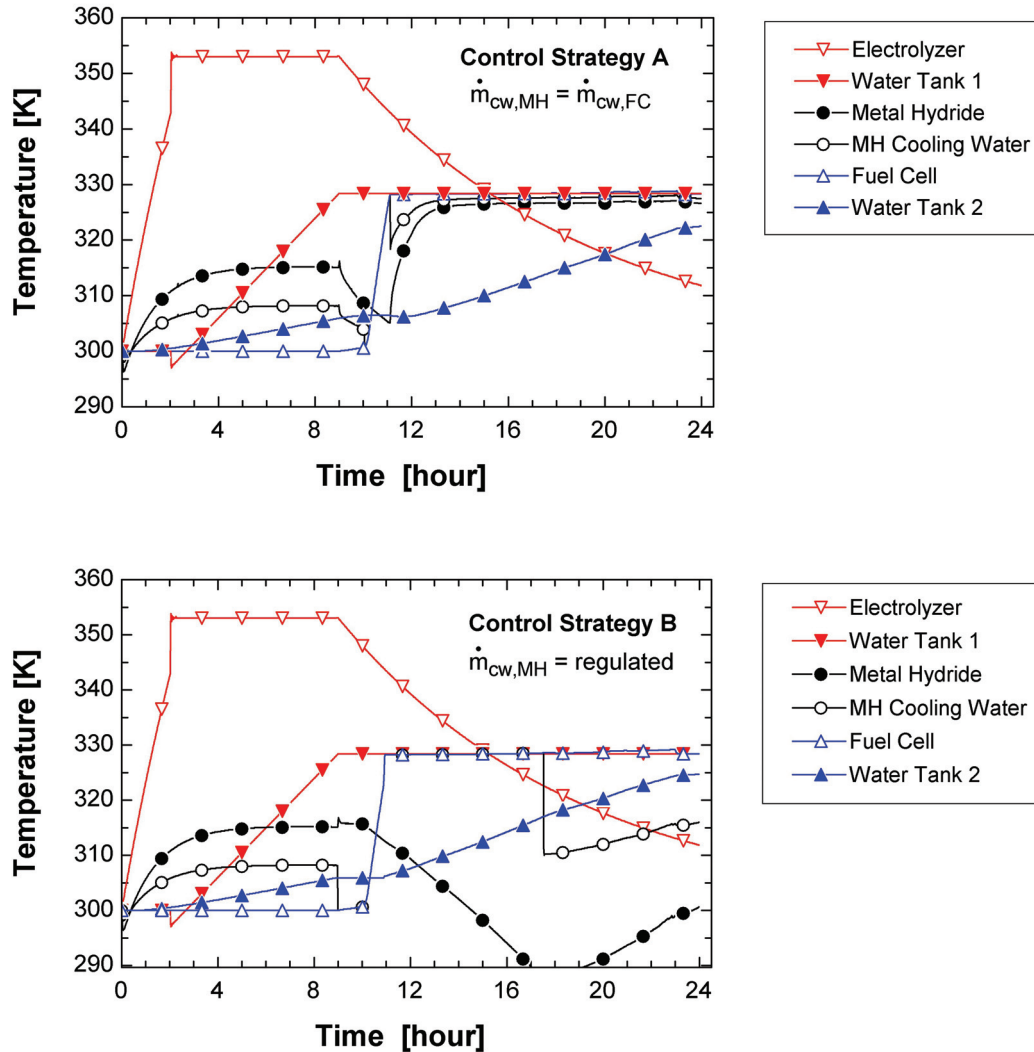 360
350
340
330
320
310
300
290
Temperature [K]
Control Strategy A
ṁcw,MH = ṁcw,FC
0 4 8 12 16 20 24
Time [hour]
Electrolyzer
Water Tank 1
Metal Hydride
MH Cooling Water
Fuel Cell
Water Tank 2
360
350
340
330
320
310
300
290
Temperature [K]
Control Strategy B
ṁcw,MH = regulated
0 4 8 12 16 20 24
Time [hour]
Electrolyzer
Water Tank 1
Metal Hydride
MH Cooling Water
Fuel Cell
Water Tank 2